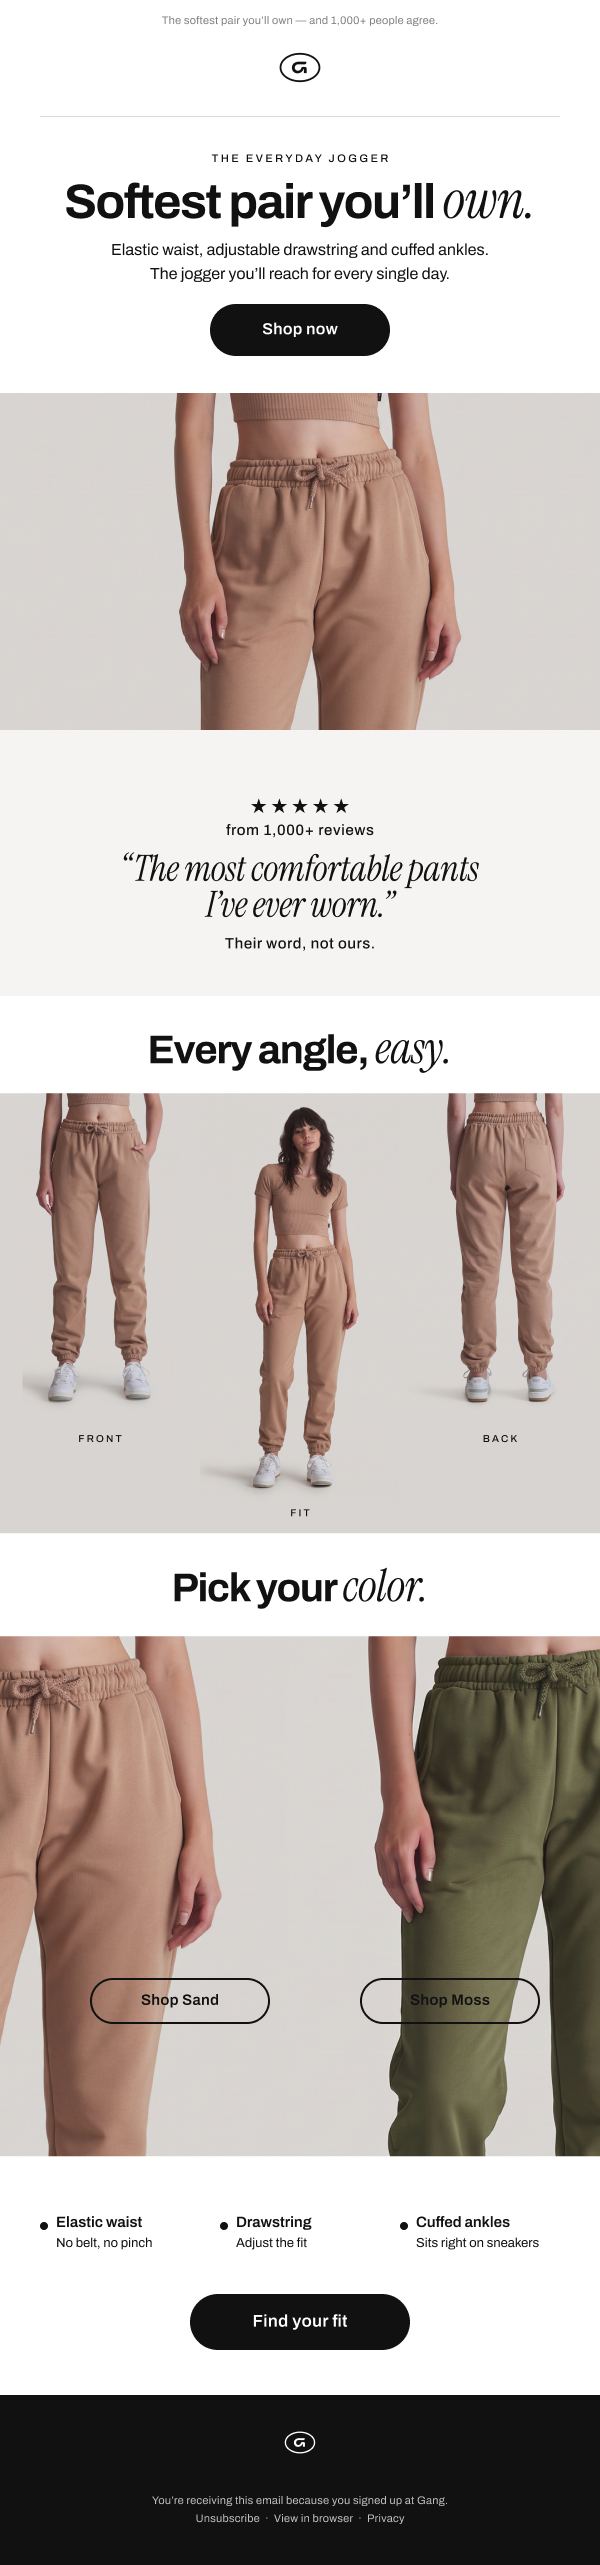 The softest pair you’ll own — and 1,000+ people agree.
G
THE EVERYDAY JOGGER
Softest pair you’ll own.
Elastic waist, adjustable drawstring and cuffed ankles.
The jogger you’ll reach for every single day.
Shop now
★★★★★
from 1,000+ reviews
“The most comfortable pants
I’ve ever worn.”
Their word, not ours.
Every angle, easy.
FRONT
BACK
FIT
Pick your color.
Shop Sand
Shop Moss
Elastic waist
No belt, no pinch
Drawstring
Adjust the fit
Cuffed ankles
Sits right on sneakers
Find your fit
G
You’re receiving this email because you signed up at Gang.
Unsubscribe · View in browser · Privacy